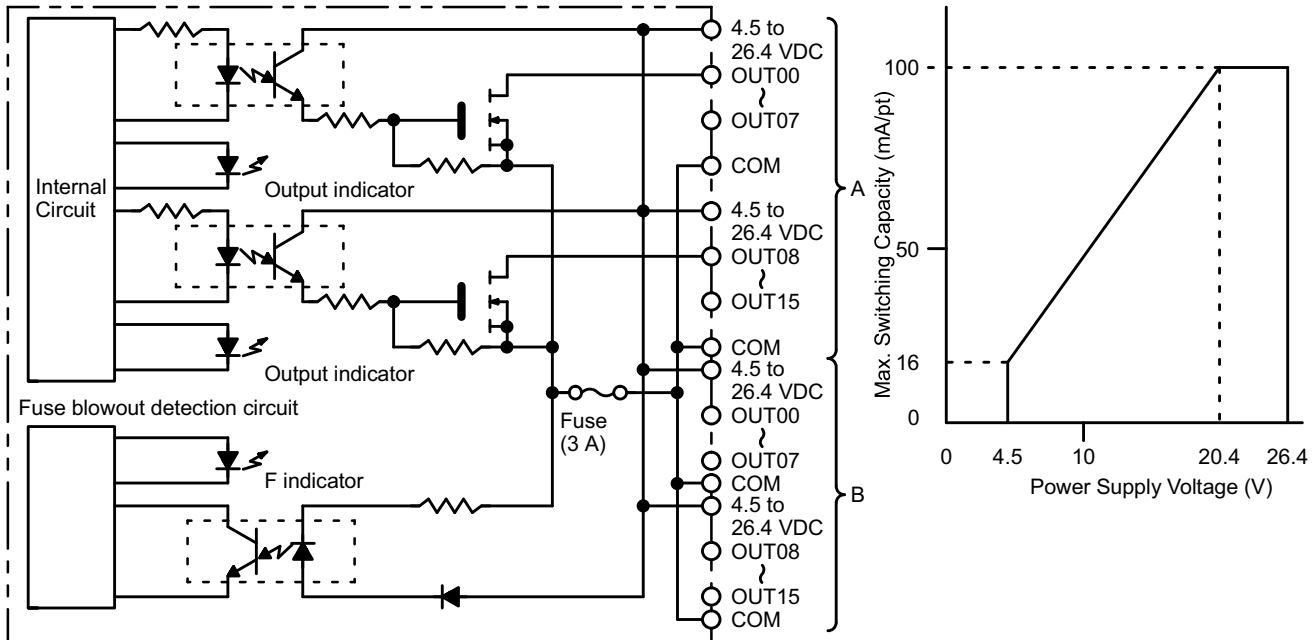 4.5 to
26.4 VDC
OUT00
OUT07
COM
Internal
Circuit
Output indicator
4.5 to
26.4 VDC
OUT08
OUT15
COM
Output indicator
A
4.5 to
26.4 VDC
OUT00
OUT07
COM
Fuse
(3 A)
Fuse blowout detection circuit
F indicator
4.5 to
26.4 VDC
OUT08
OUT15
COM
B
Max. Switching Capacity (mA/pt)
100
50
16
0
0 4.5 10 20.4 26.4
Power Supply Voltage (V)